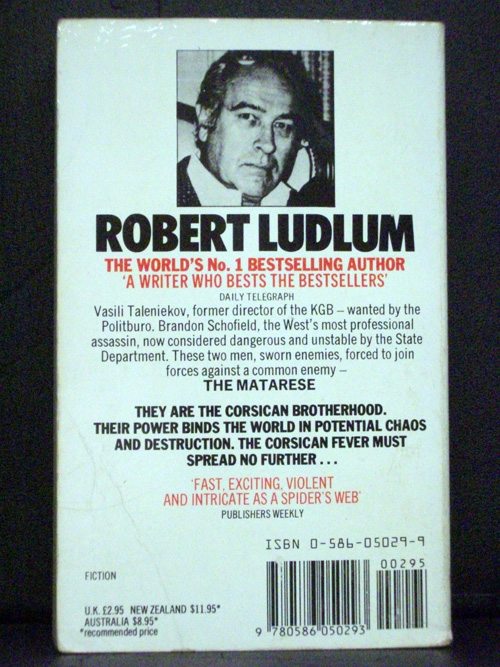 ROBERT LUDLUM
THE WORLD'S No. 1 BESTSELLING AUTHOR
'A WRITER WHO BESTS THE BESTSELLERS'
DAILY TELEGRAPH
Vasili Taleniekov, former director of the KGB – wanted by the
Politburo. Brandon Schofield, the West's most professional
assassin, now considered dangerous and unstable by the State
Department. These two men, sworn enemies, forced to join
forces against a common enemy –
THE MATARESE
THEY ARE THE CORSICAN BROTHERHOOD.
THEIR POWER BINDS THE WORLD IN POTENTIAL CHAOS
AND DESTRUCTION. THE CORSICAN FEVER MUST
SPREAD NO FURTHER . . .
'FAST, EXCITING, VIOLENT
AND INTRICATE AS A SPIDER'S WEB'
PUBLISHERS WEEKLY
ISBN 0-586-05029-9
00295
FICTION
U.K. £2.95 NEW ZEALAND $11.95*
AUSTRALIA $8.95*
*recommended price
9 780586 050293